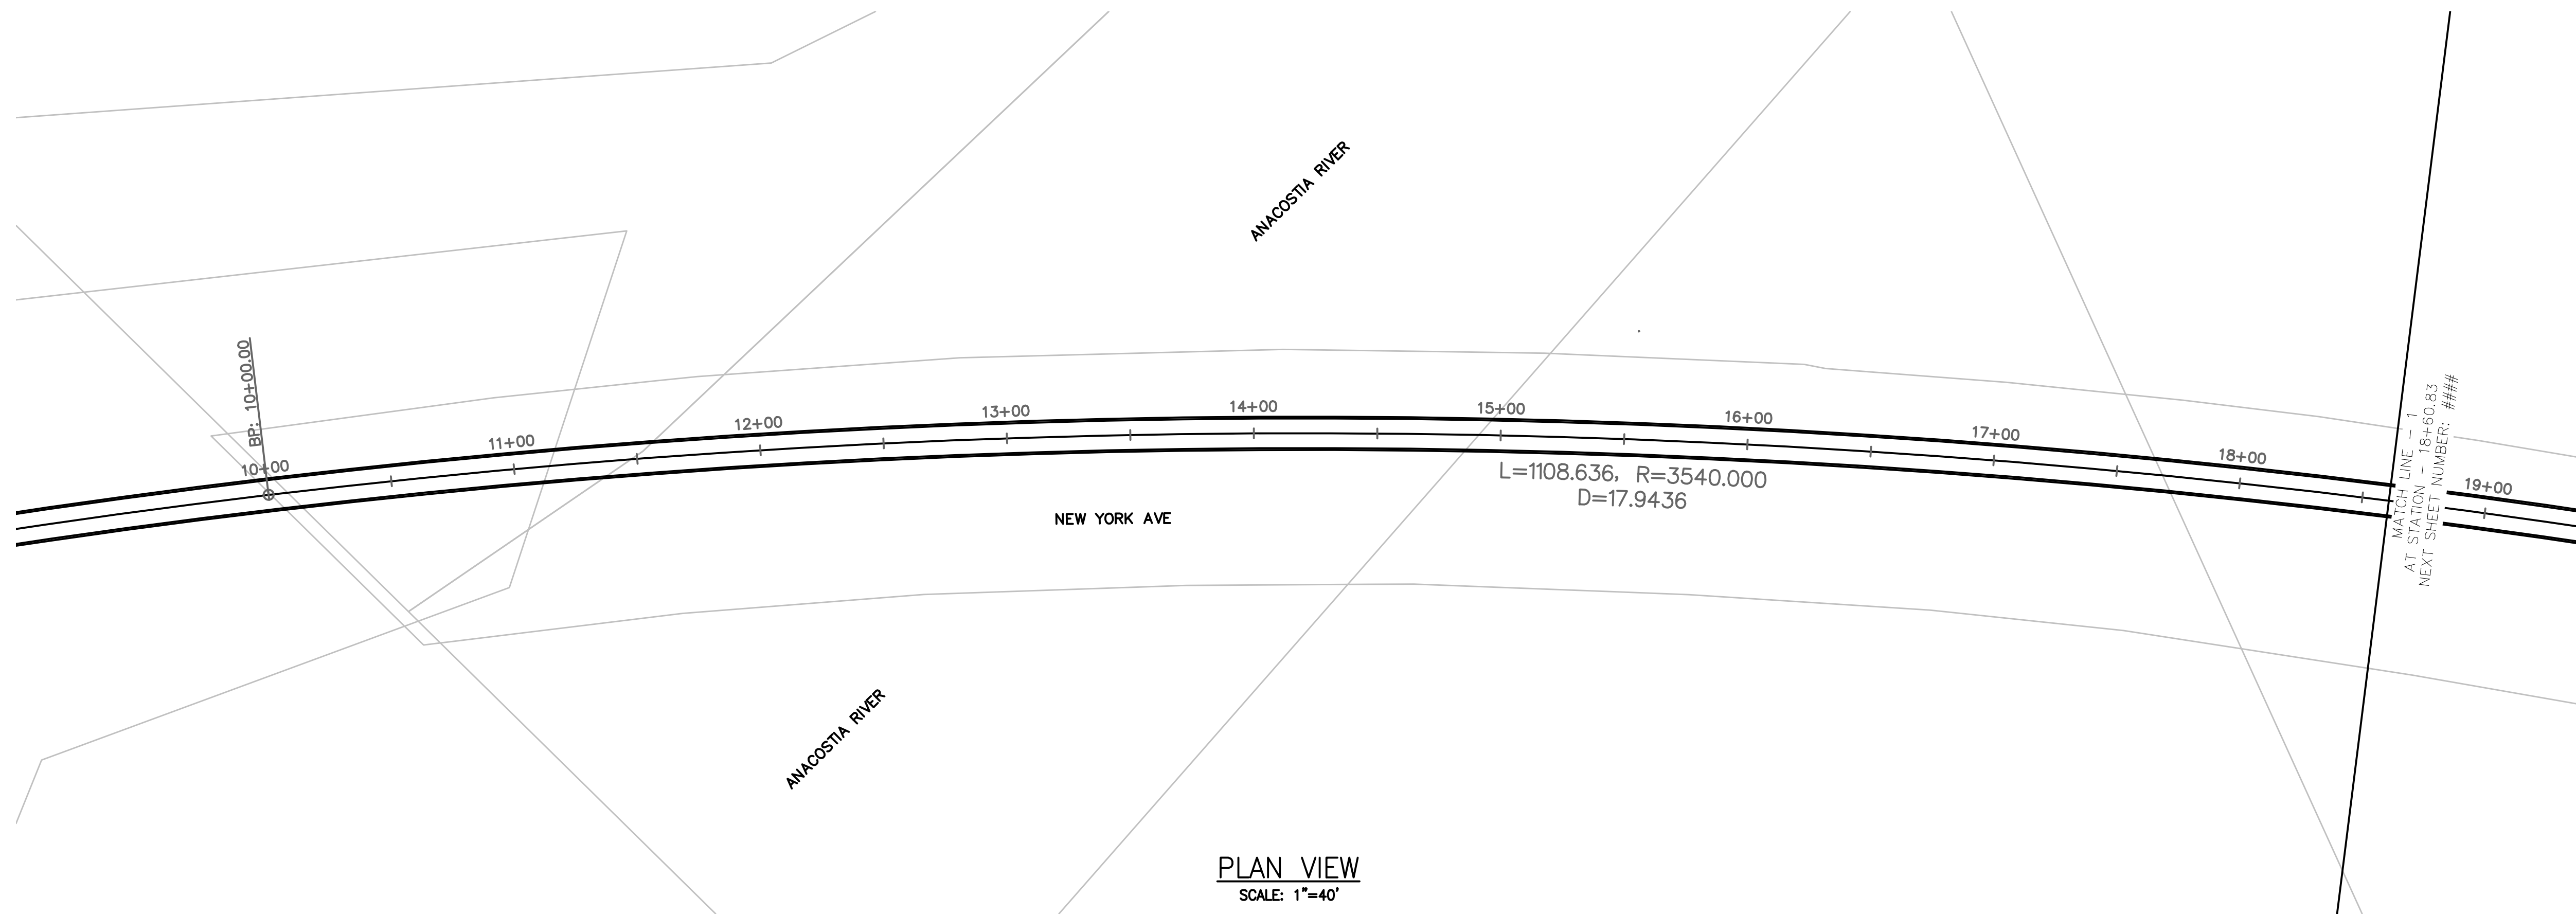 ANACOSTIA RIVER
BP: 10+00.00
10+00
11+00
12+00
13+00
14+00
15+00
16+00
17+00
18+00
19+00
MATCH LINE - 1
AT STATION - 18+60.83
NEXT SHEET NUMBER: ####
L=1108.636, R=3540.000
D=17.9436
NEW YORK AVE
ANACOSTIA RIVER
PLAN VIEW
SCALE: 1"=40'